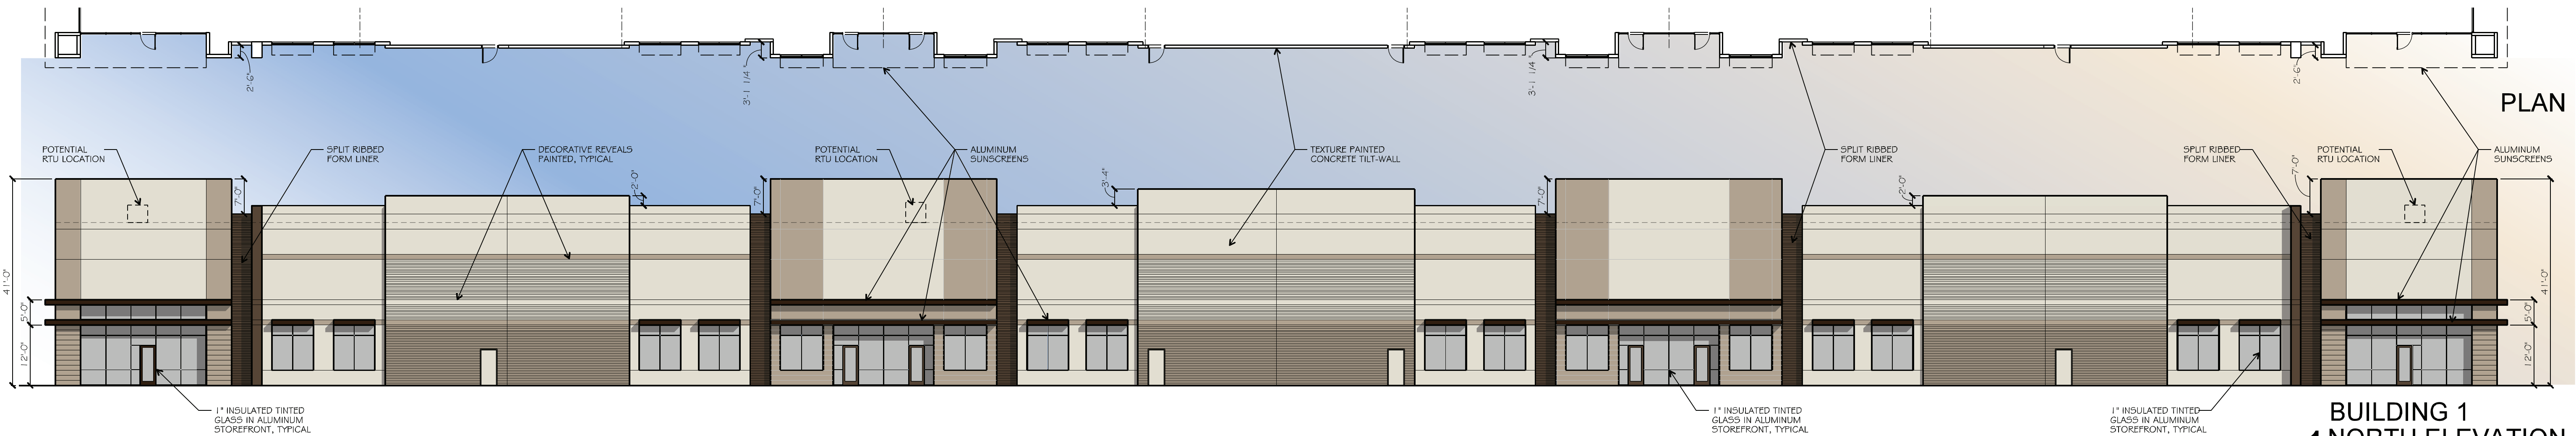 2'-6"
3'-1 1/4"
3'-1 1/4
2'-6"
PLAN
POTENTIAL
RTU LOCATION
SPLIT RIBBED
FORM LINER
DECORATIVE REVEALS
PAINTED, TYPICAL
POTENTIAL
RTU LOCATION
ALUMINUM
SUNSCREENS
TEXTURE PAINTED
CONCRETE TILT-WALL
SPLIT RIBBED
FORM LINER
SPLIT RIBBED
FORM LINER
POTENTIAL
RTU LOCATION
ALUMINUM
SUNSCREENS
7'-0"
2'-0"
7'-0"
3'-4"
7'-0"
2'-0"
7'-0"
41'-0"
5'-0"
12'-0"
41'-0"
5'-0"
12'-0"
1" INSULATED TINTED
GLASS IN ALUMINUM
STOREFRONT, TYPICAL
1" INSULATED TINTED
GLASS IN ALUMINUM
STOREFRONT, TYPICAL
1" INSULATED TINTED
GLASS IN ALUMINUM
STOREFRONT, TYPICAL
BUILDING 1
NORTH ELEVATION